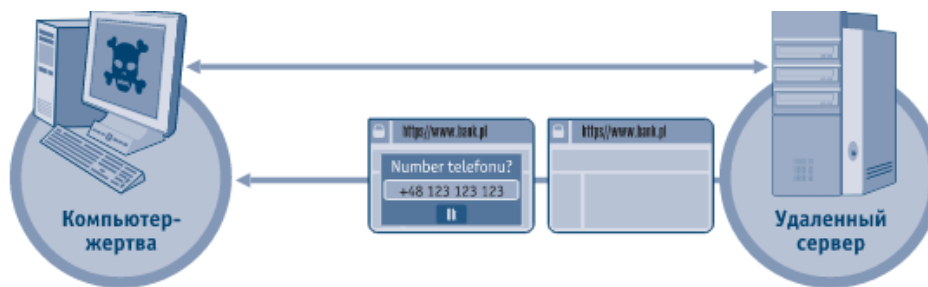 https//www.bank.pl
https//www.bank.pl
Number telefonu?
+48 123 123 123
Компьютер-
жертва
Удаленный
сервер